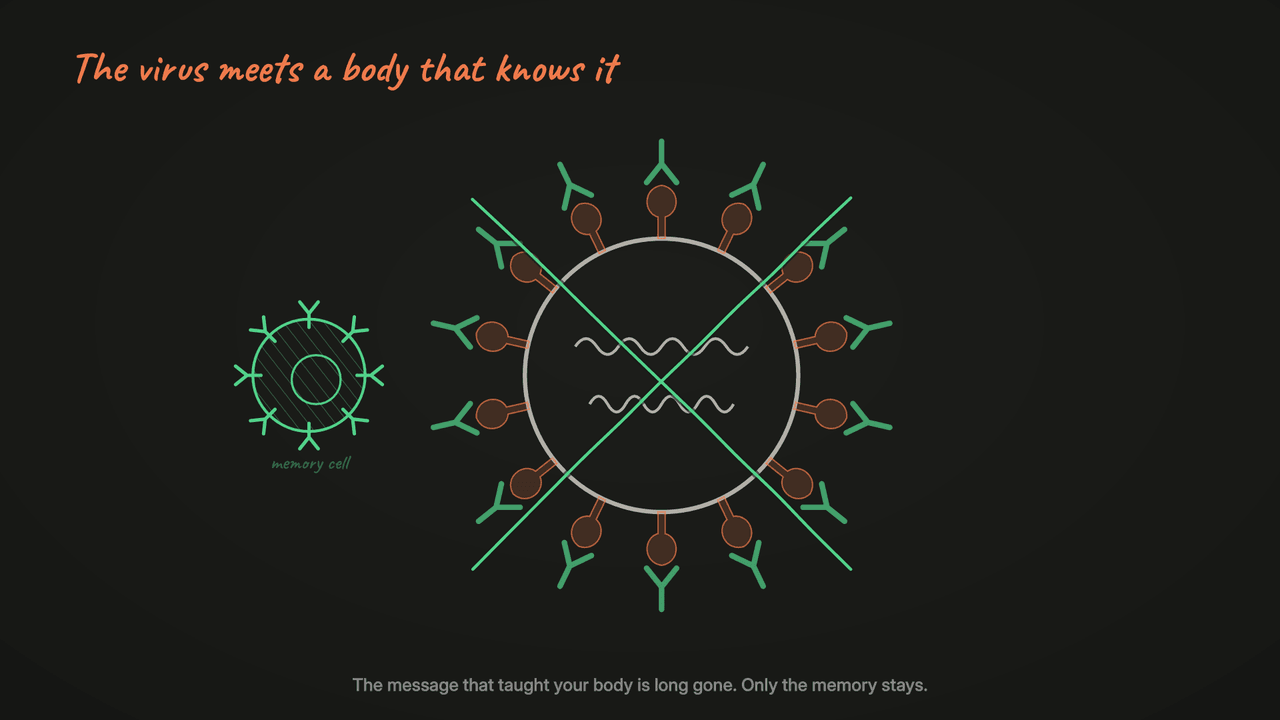 The virus meets a body that knows it
memory cell
The message that taught your body is long gone. Only the memory stays.